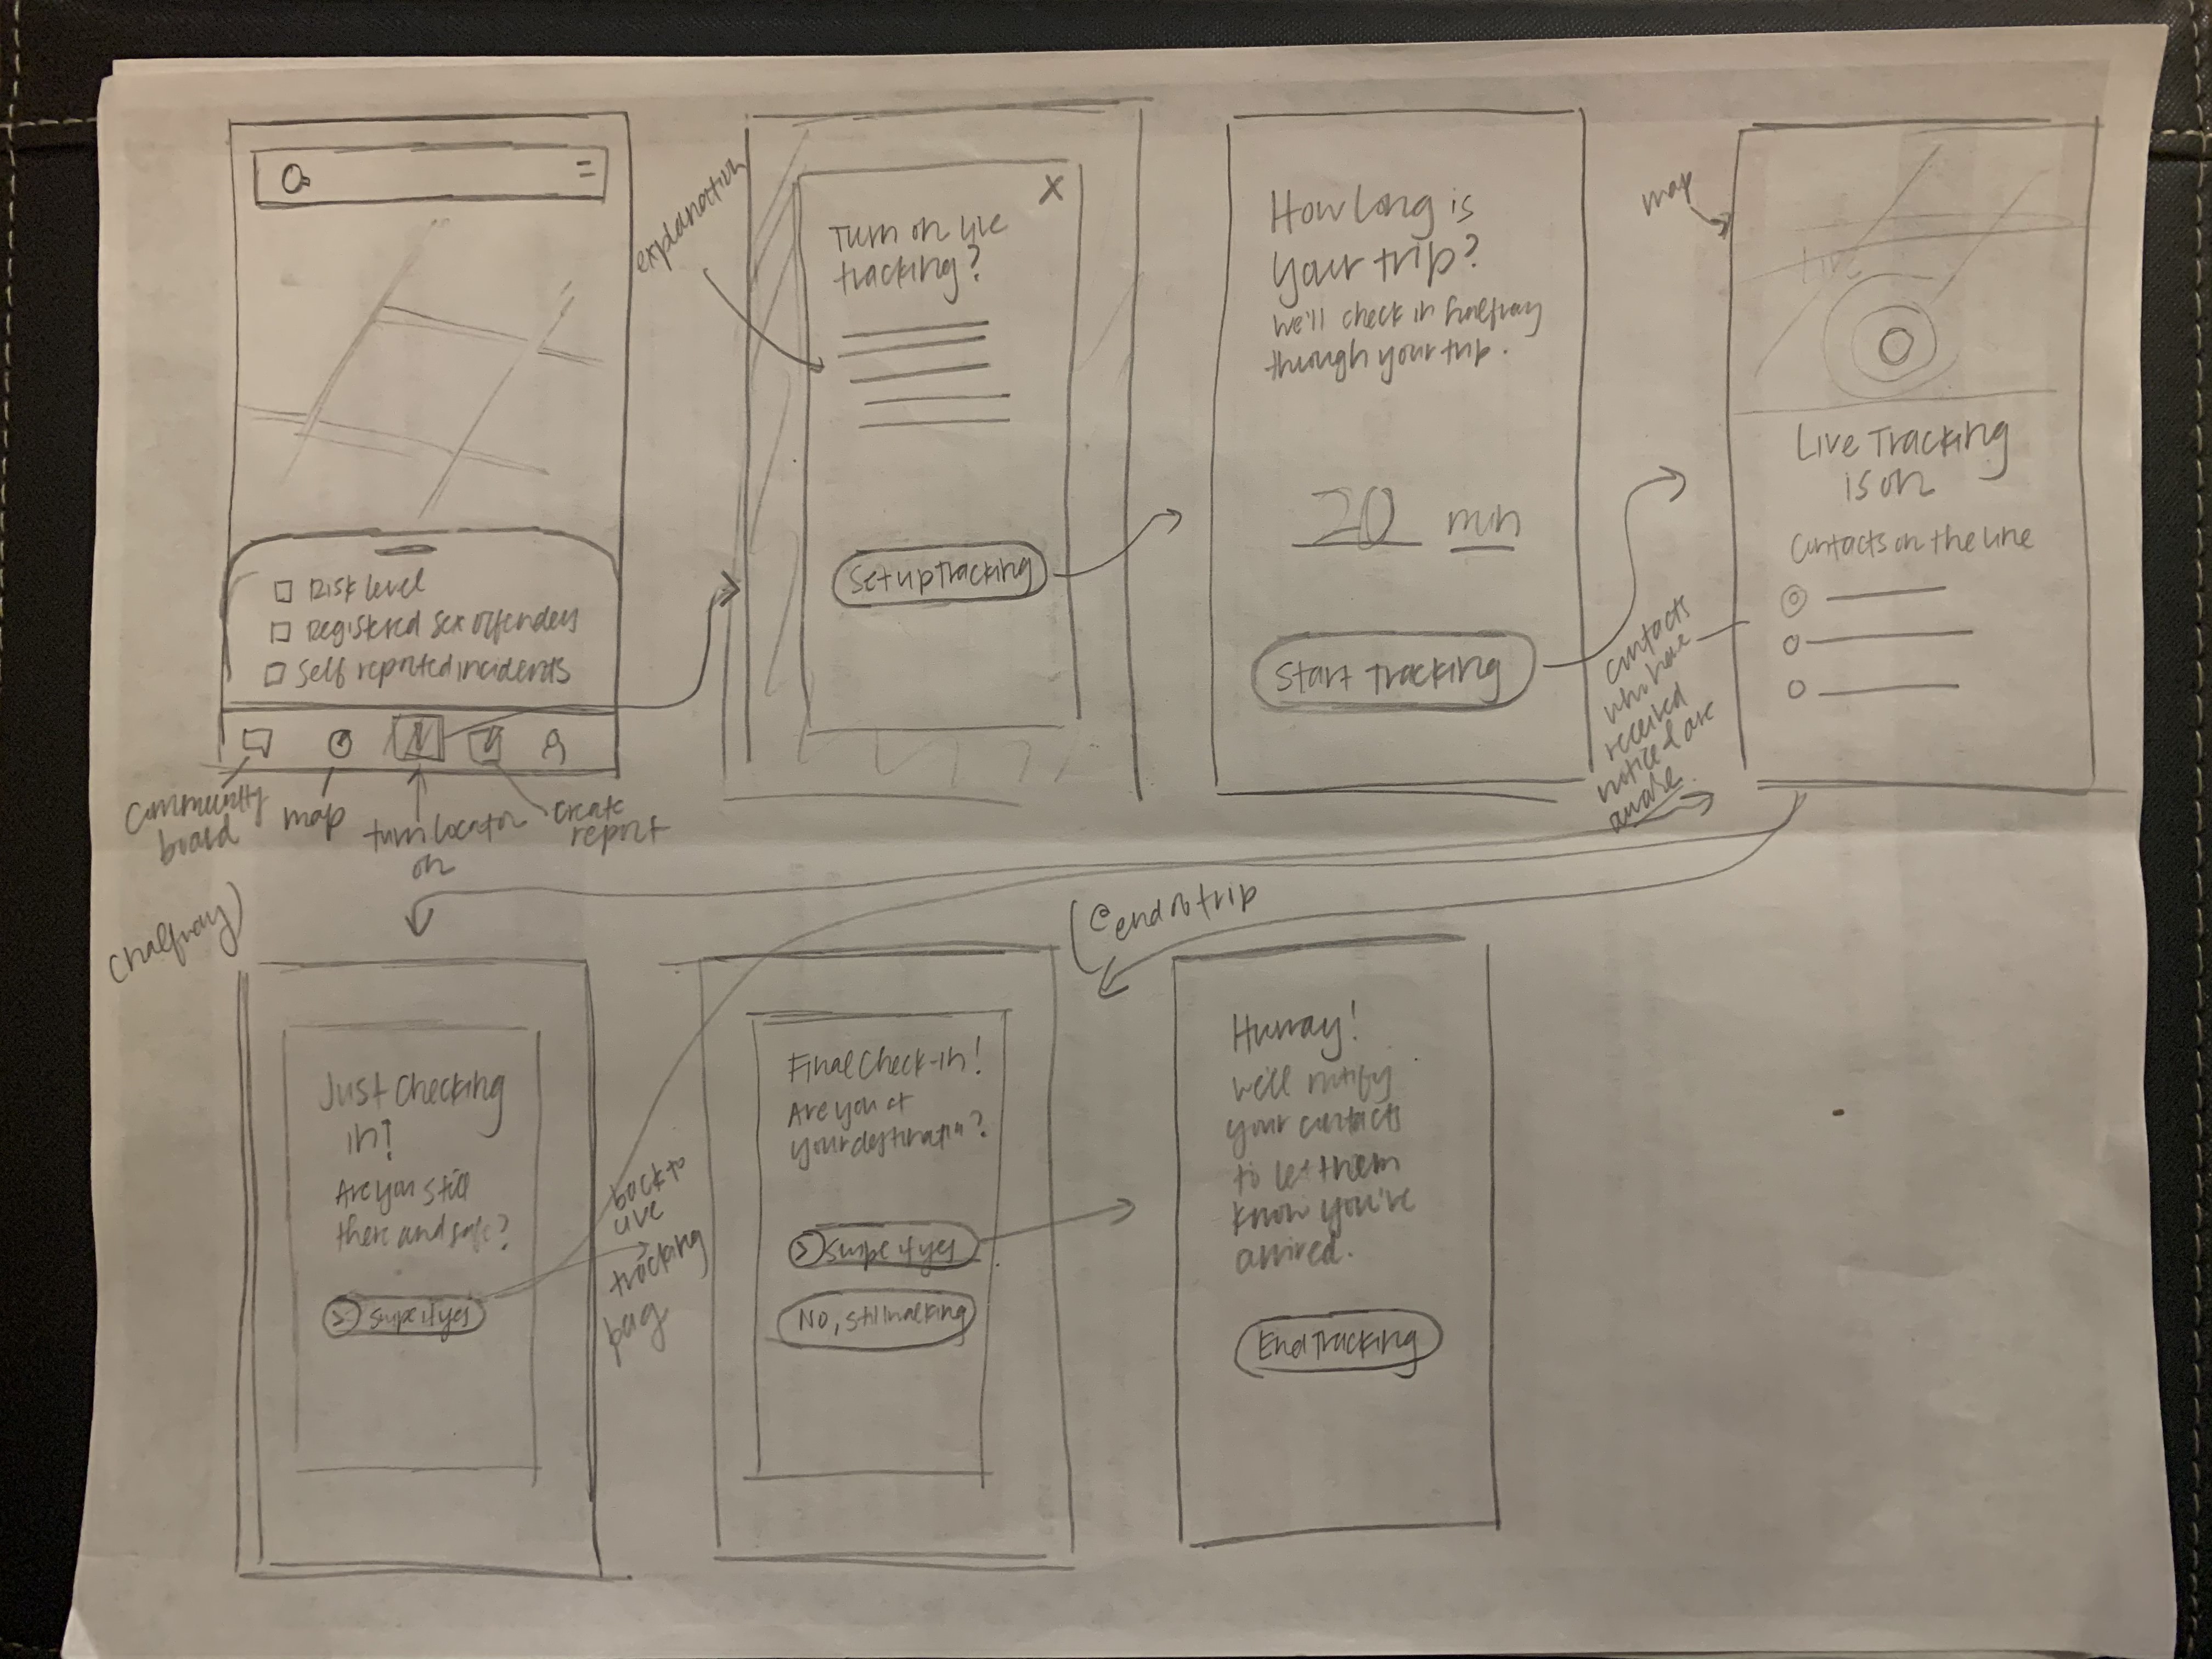 Risk level
Registered sex offenders
Self reported incidents
community
board
map
turn locator
on
create
report
explanation
X
Turn on live
tracking?
Set up Tracking
How long is
your trip?
We'll check in halfway
through your trip.
20 min
Start Tracking
map
Live
Live Tracking
is on
Contacts on the line
contacts
who have
received
notice & are
aware.
(halfway)
Just Checking
in!
Are you still
there and safe?
Swipe if yes
back to
live
tracking
pag
(@ end of trip
Final Check-in!
Are you at
your destination?
Swipe if yes
No, still walking
Hurray!
We'll notify
your contacts
to let them
know you've
arrived.
End Tracking